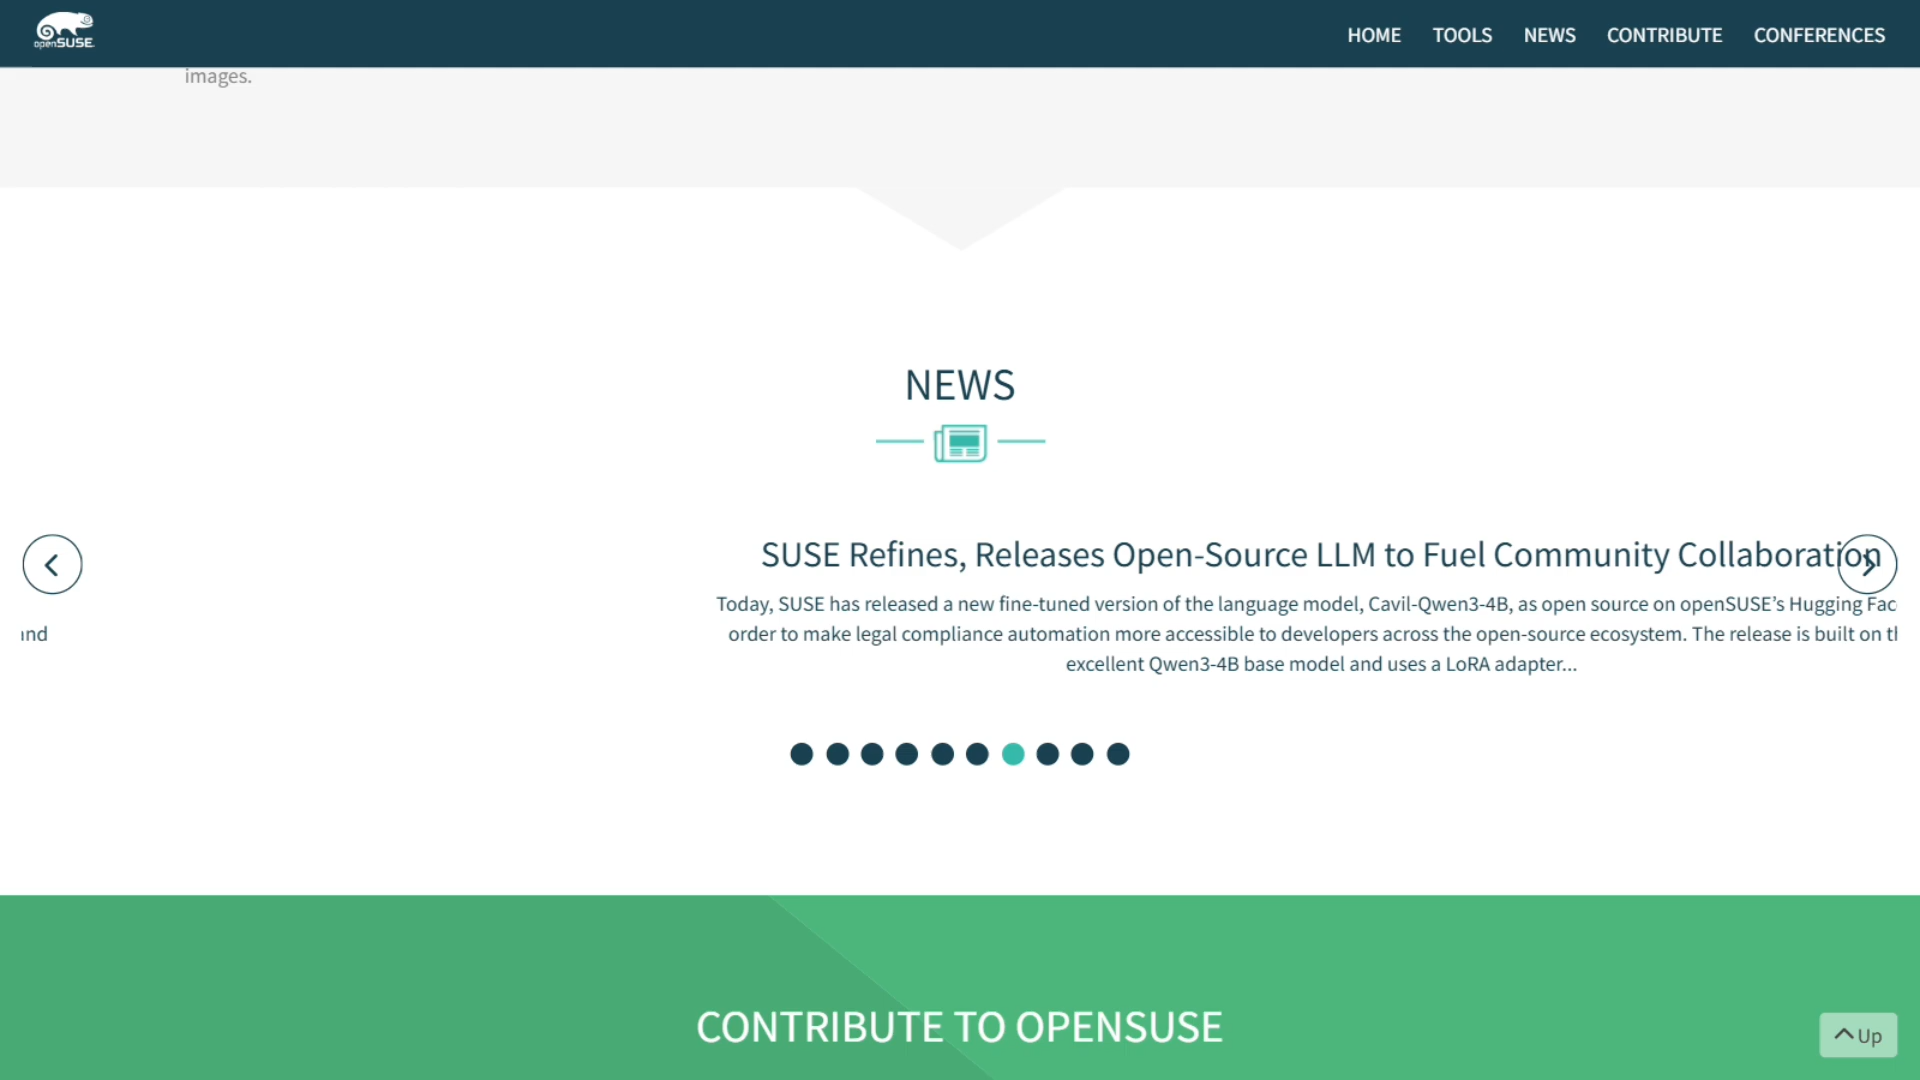 openSUSE
HOME TOOLS NEWS CONTRIBUTE CONFERENCES
images.
NEWS
SUSE Refines, Releases Open-Source LLM to Fuel Community Collaboration
Today, SUSE has released a new fine-tuned version of the language model, Cavil-Qwen3-4B, as open source on openSUSE’s Hugging
order to make legal compliance automation more accessible to developers across the open-source ecosystem. The release is built on
excellent Qwen3-4B base model and uses a LoRA adapter...
CONTRIBUTE TO OPENSUSE
Up